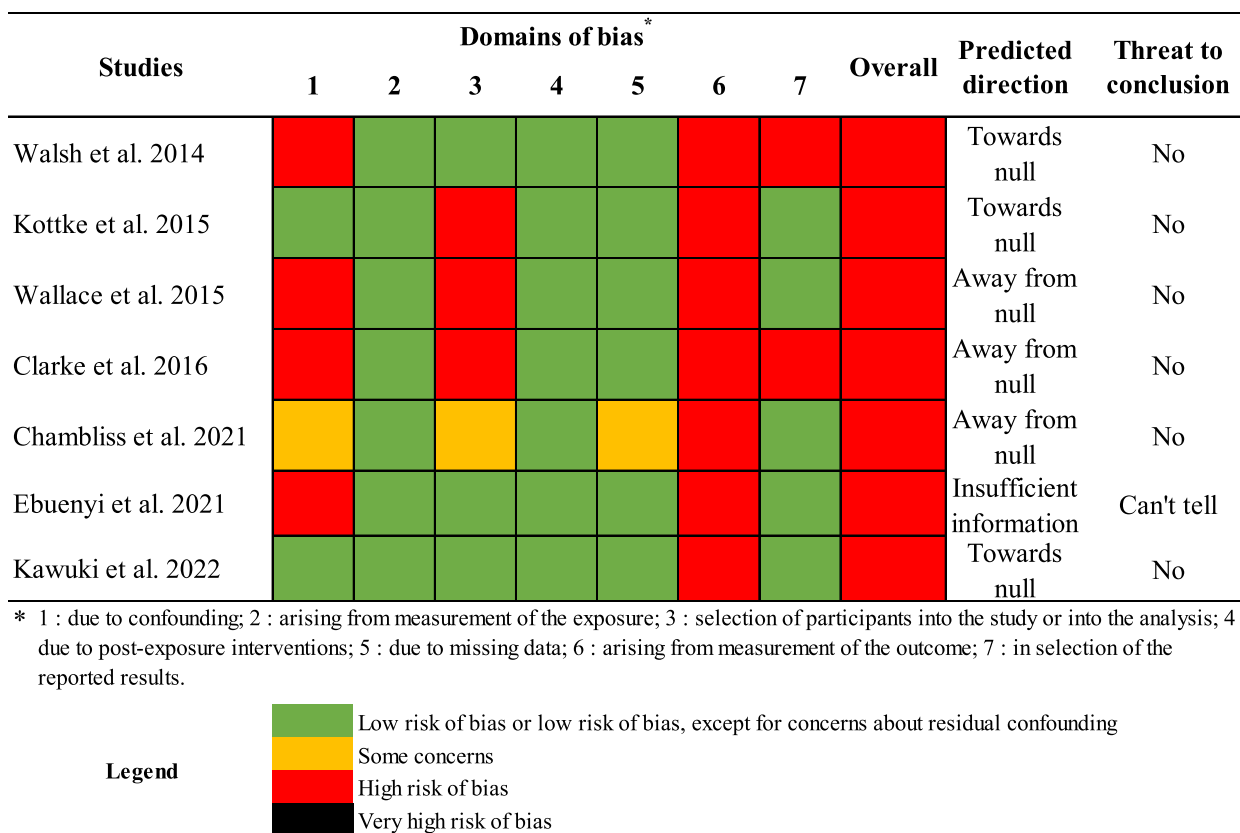 Studies Domains of bias* Overall Predicted direction Threat to conclusion
1 2 3 4 5 6 7
Walsh et al. 2014 Towards null No
Kottke et al. 2015 Towards null No
Wallace et al. 2015 Away from null No
Clarke et al. 2016 Away from null No
Chambliss et al. 2021 Away from null No
Ebuenyi et al. 2021 Insufficient information Can't tell
Kawuki et al. 2022 Towards null No
* 1 : due to confounding; 2 : arising from measurement of the exposure; 3 : selection of participants into the study or into the analysis; 4
due to post-exposure interventions; 5 : due to missing data; 6 : arising from measurement of the outcome; 7 : in selection of the
reported results.
Legend
Low risk of bias or low risk of bias, except for concerns about residual confounding
Some concerns
High risk of bias
Very high risk of bias